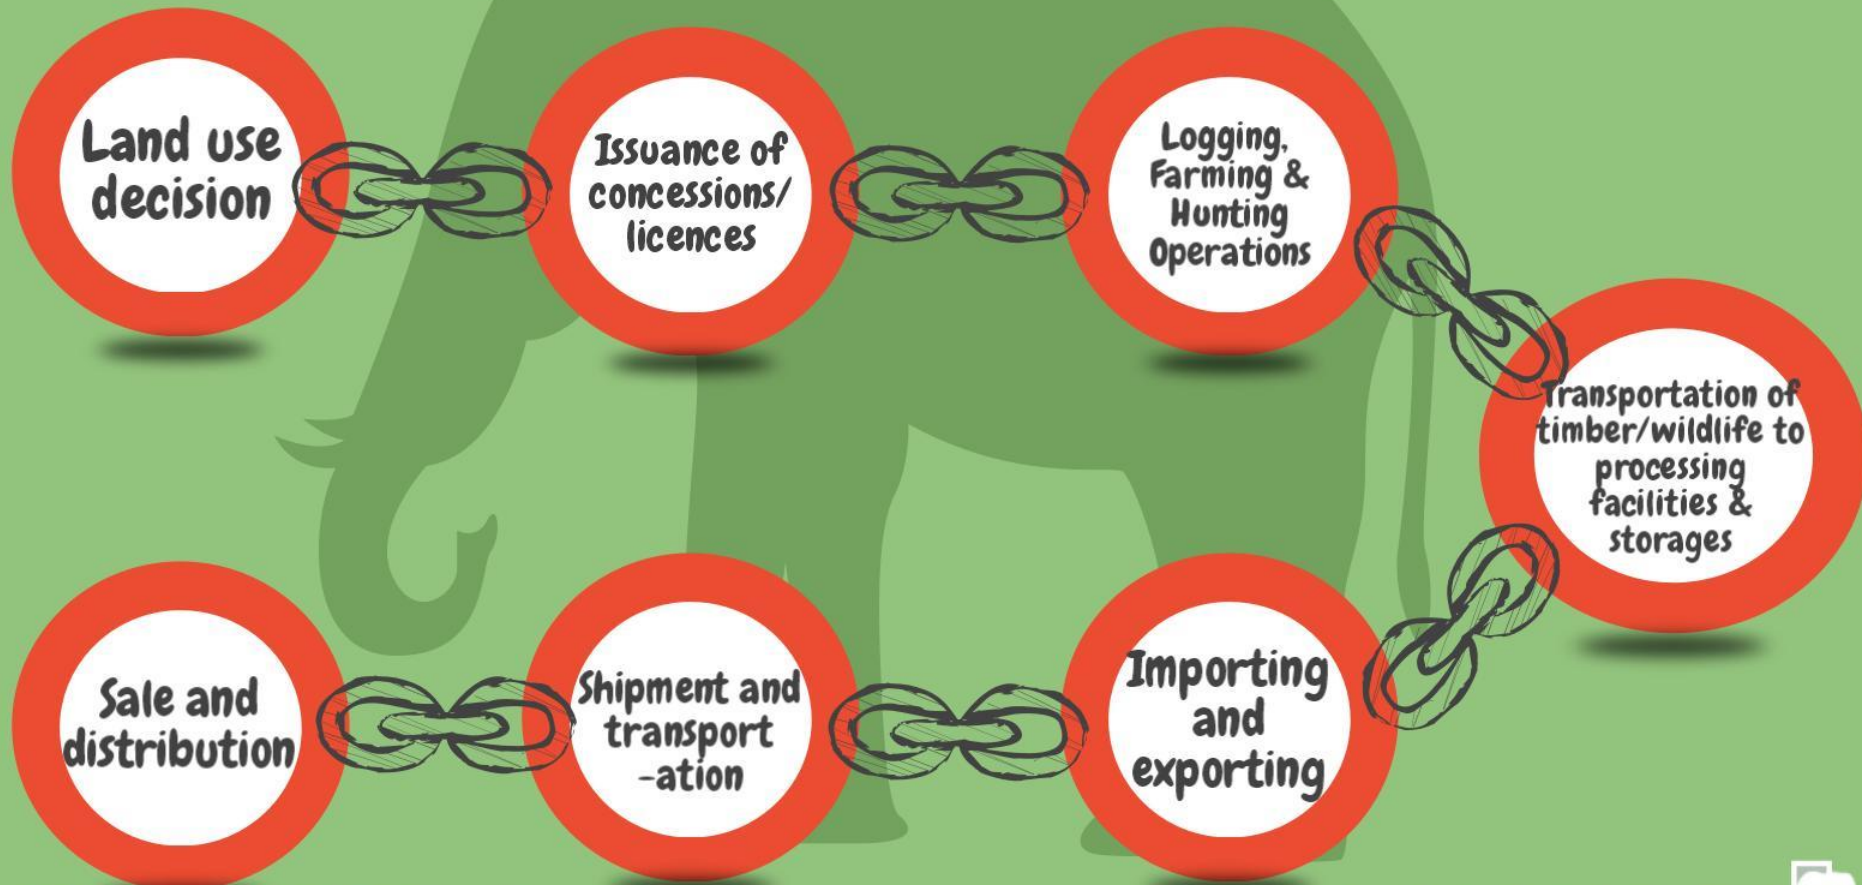 Land use
decision
Issuance of
concessions/
licences
Logging,
Farming &
Hunting
Operations
Transportation of
timber/wildlife to
processing
facilities &
storages
Importing
and
exporting
Shipment and
transport
-ation
Sale and
distribution